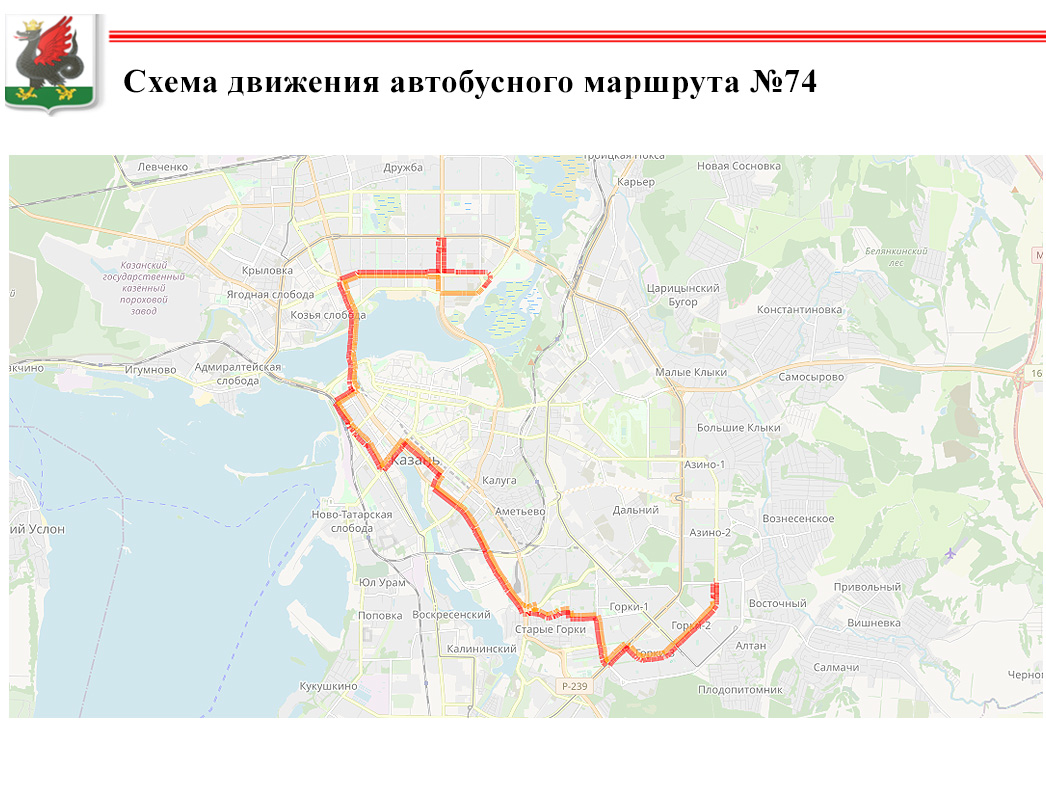 Схема движения автобусного маршрута №74
Левченко
Дружба
Троицкая Нокса
Новая Сосновка
Карьер
Казанский
государственный
казённый
пороховой
завод
Крыловка
Ягодная слобода
Козья слобода
Белянкинский
лес
М
Царицынский
Бугор
Константиновка
Игумново
Адмиралтейская
слобода
Малые Клыки
Самосырово
16
Большие Клыки
Казань
Калуга
Азино-1
Ново-Татарская
слобода
Аметьево
Дальний
Вознесенское
Азино-2
ий Услон
Юл Урам
Поповка
Воскресенский
Горки-1
Восточный
Привольный
Вишневка
Старые Горки
Горки-2
Калининский
Горки-3
Алтан
Салмачи
Кукушкино
Р-239
Плодопитомник